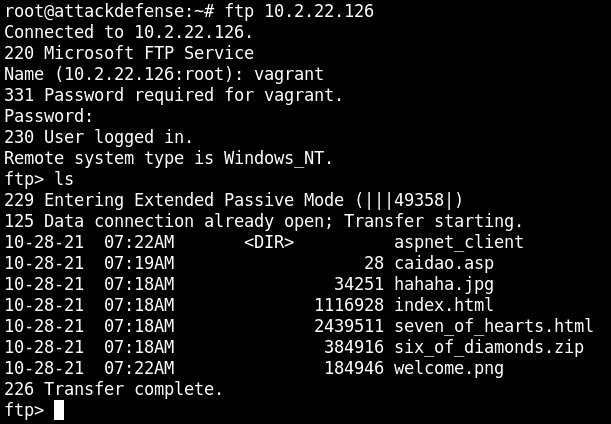 root@attackdefense:~# ftp 10.2.22.126
Connected to 10.2.22.126.
220 Microsoft FTP Service
Name (10.2.22.126:root): vagrant
331 Password required for vagrant.
Password:
230 User logged in.
Remote system type is Windows_NT.
ftp> ls
229 Entering Extended Passive Mode (|||49358|)
125 Data connection already open; Transfer starting.
10-28-21  07:22AM       <DIR>          aspnet_client
10-28-21  07:19AM                   28 caidao.asp
10-28-21  07:18AM                34251 hahaha.jpg
10-28-21  07:18AM              1116928 index.html
10-28-21  07:18AM              2439511 seven_of_hearts.html
10-28-21  07:18AM               384916 six_of_diamonds.zip
10-28-21  07:22AM               184946 welcome.png
226 Transfer complete.
ftp>